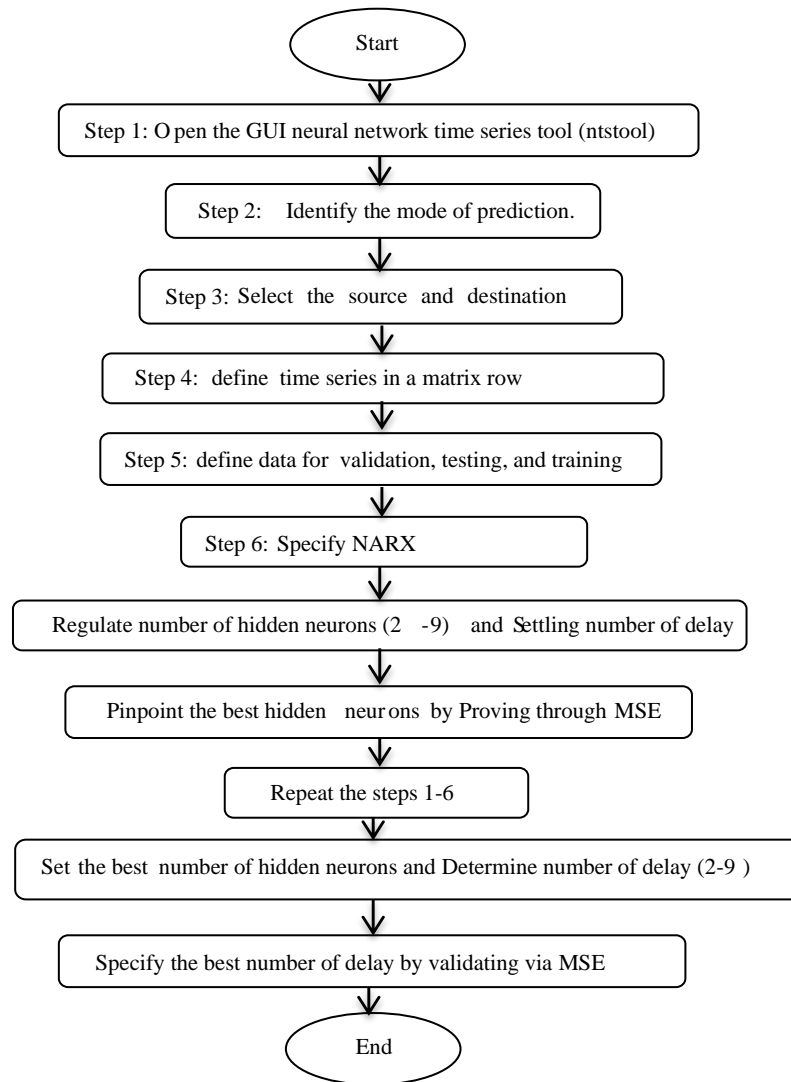 Start
Step 1: Open the GUI neural network time series tool (ntstool)
Step 2: Identify the mode of prediction.
Step 3: Select the source and destination
Step 4: define time series in a matrix row
Step 5: define data for validation, testing, and training
Step 6: Specify NARX
Regulate number of hidden neurons (2 -9) and Settling number of delay
Pinpoint the best hidden neurons by Proving through MSE
Repeat the steps 1-6
Set the best number of hidden neurons and Determine number of delay (2-9 )
Specify the best number of delay by validating via MSE
End